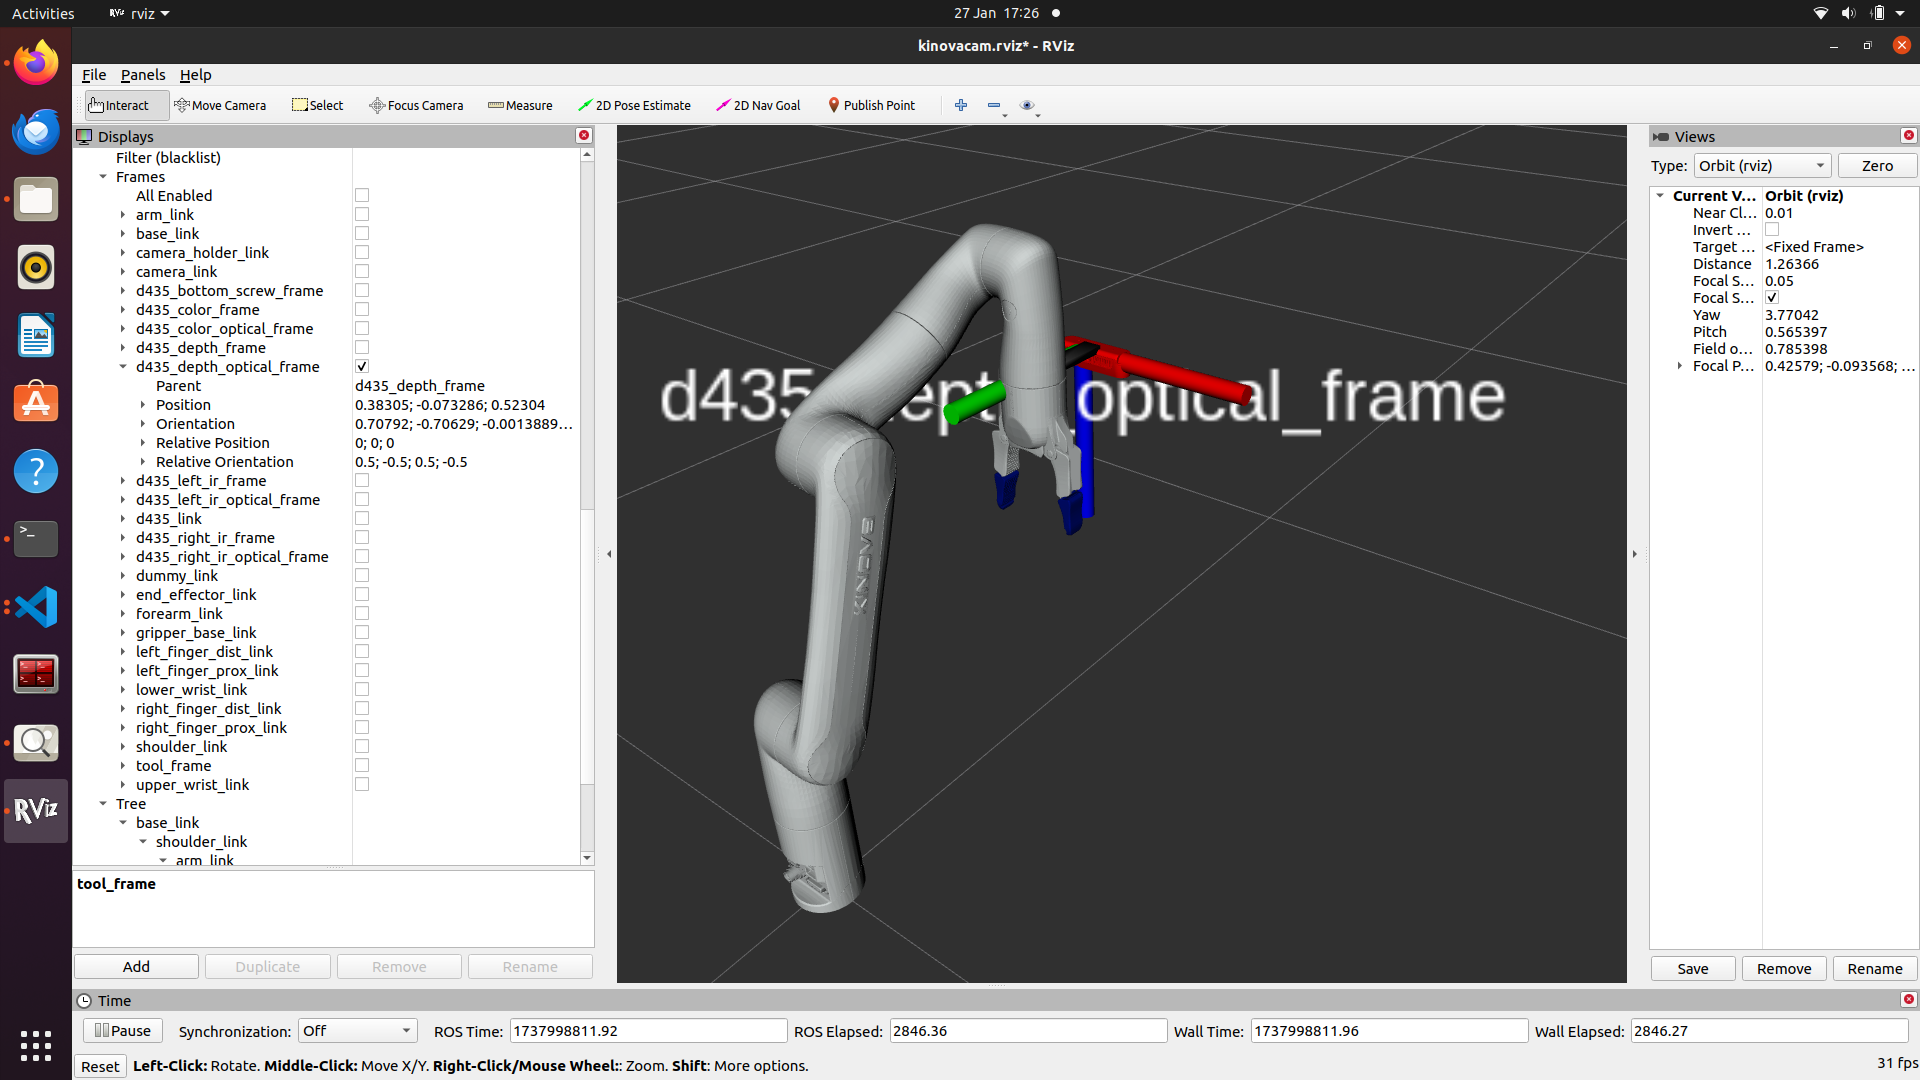 Activities
RViz rviz
27 Jan 17:26
kinovacam.rviz* - RViz
File Panels Help
Interact Move Camera Select Focus Camera Measure 2D Pose Estimate 2D Nav Goal Publish Point
Displays
Filter (blacklist)
Frames
All Enabled
arm_link
base_link
camera_holder_link
camera_link
d435_bottom_screw_frame
d435_color_frame
d435_color_optical_frame
d435_depth_frame
d435_depth_optical_frame
Parent d435_depth_frame
Position 0.38305; -0.073286; 0.52304
Orientation 0.70792; -0.70629; -0.0013889...
Relative Position 0; 0; 0
Relative Orientation 0.5; -0.5; 0.5; -0.5
d435_left_ir_frame
d435_left_ir_optical_frame
d435_link
d435_right_ir_frame
d435_right_ir_optical_frame
dummy_link
end_effector_link
forearm_link
gripper_base_link
left_finger_dist_link
left_finger_prox_link
lower_wrist_link
right_finger_dist_link
right_finger_prox_link
shoulder_link
tool_frame
upper_wrist_link
Tree
base_link
shoulder_link
arm_link
tool_frame
Add Duplicate Remove Rename
d435_depth_optical_frame
KINOVA
Views
Type: Orbit (rviz) Zero
Current V... Orbit (rviz)
Near Cl... 0.01
Invert ...
Target ... <Fixed Frame>
Distance 1.26366
Focal S... 0.05
Focal S...
Yaw 3.77042
Pitch 0.565397
Field o... 0.785398
Focal P... 0.42579; -0.093568; ...
Save Remove Rename
Time
Pause Synchronization: Off ROS Time: 1737998811.92 ROS Elapsed: 2846.36 Wall Time: 1737998811.96 Wall Elapsed: 2846.27
Reset Left-Click: Rotate. Middle-Click: Move X/Y. Right-Click/Mouse Wheel:: Zoom. Shift: More options.
31 fps
RViz